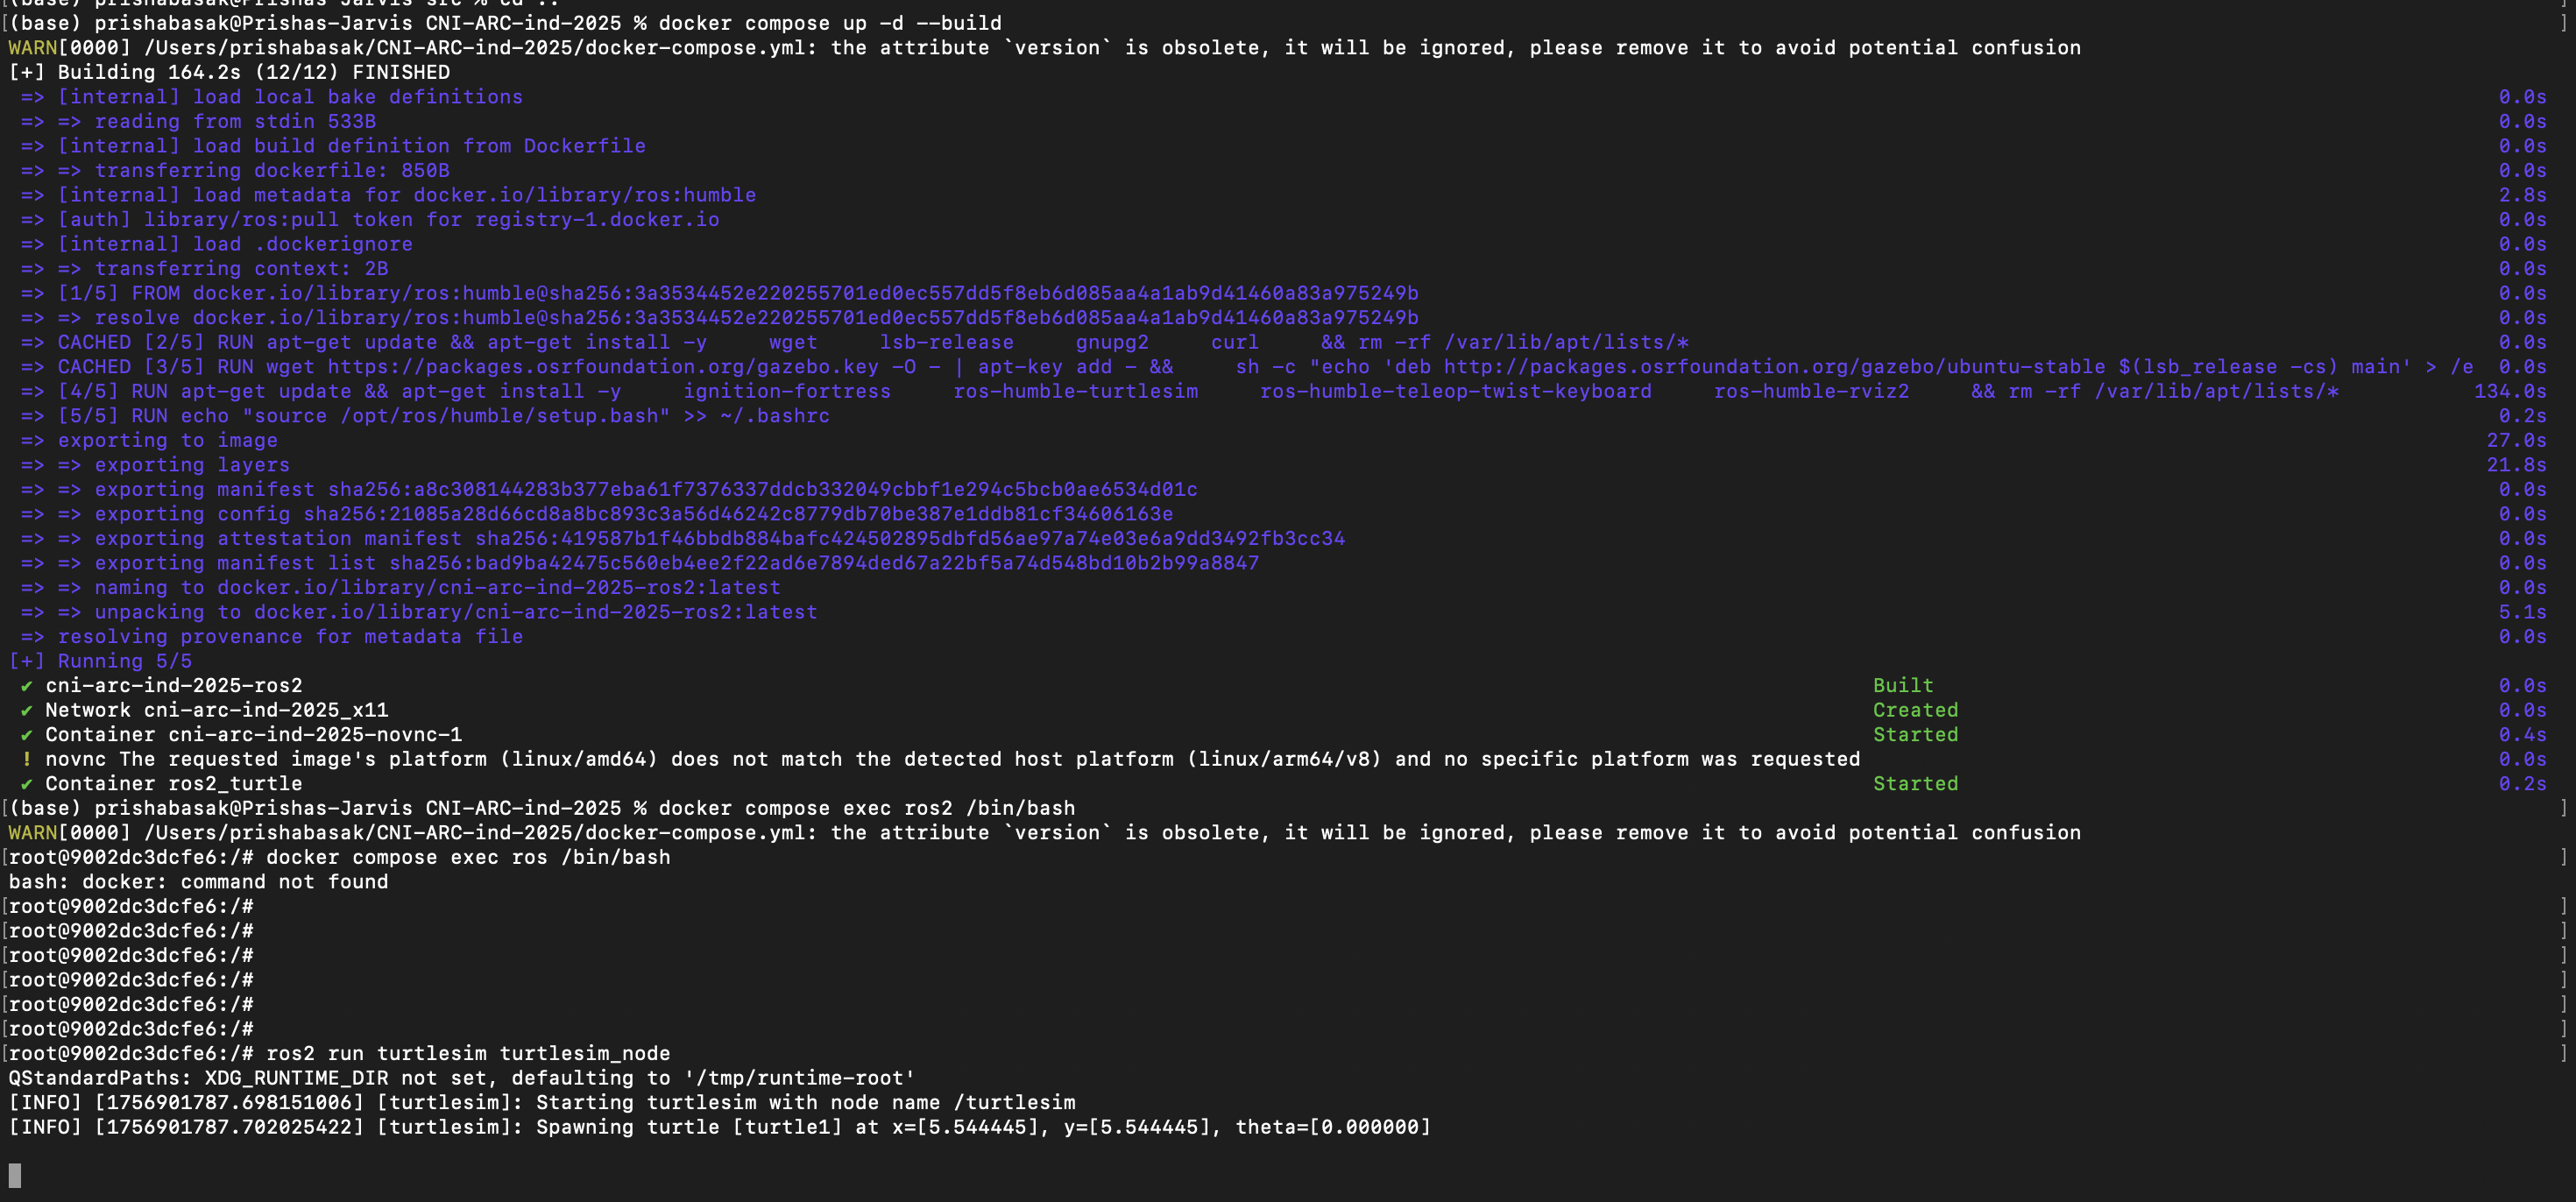 [(base) prishabasak@Prishas-Jarvis src % cd ..
[(base) prishabasak@Prishas-Jarvis CNI-ARC-ind-2025 % docker compose up -d --build ]
WARN[0000] /Users/prishabasak/CNI-ARC-ind-2025/docker-compose.yml: the attribute `version` is obsolete, it will be ignored, please remove it to avoid potential confusion
[+] Building 164.2s (12/12) FINISHED
=> [internal] load local bake definitions 0.0s
=> => reading from stdin 533B 0.0s
=> [internal] load build definition from Dockerfile 0.0s
=> => transferring dockerfile: 850B 0.0s
=> [internal] load metadata for docker.io/library/ros:humble 2.8s
=> [auth] library/ros:pull token for registry-1.docker.io 0.0s
=> [internal] load .dockerignore 0.0s
=> => transferring context: 2B 0.0s
=> [1/5] FROM docker.io/library/ros:humble@sha256:3a3534452e220255701ed0ec557dd5f8eb6d085aa4a1ab9d41460a83a975249b 0.0s
=> => resolve docker.io/library/ros:humble@sha256:3a3534452e220255701ed0ec557dd5f8eb6d085aa4a1ab9d41460a83a975249b 0.0s
=> CACHED [2/5] RUN apt-get update && apt-get install -y     wget     lsb-release     gnupg2     curl     && rm -rf /var/lib/apt/lists/* 0.0s
=> CACHED [3/5] RUN wget https://packages.osrfoundation.org/gazebo.key -O - | apt-key add - &&     sh -c "echo 'deb http://packages.osrfoundation.org/gazebo/ubuntu-stable $(lsb_release -cs) main' > /e 0.0s
=> [4/5] RUN apt-get update && apt-get install -y     ignition-fortress     ros-humble-turtlesim     ros-humble-teleop-twist-keyboard     ros-humble-rviz2     && rm -rf /var/lib/apt/lists/* 134.0s
=> [5/5] RUN echo "source /opt/ros/humble/setup.bash" >> ~/.bashrc 0.2s
=> exporting to image 27.0s
=> => exporting layers 21.8s
=> => exporting manifest sha256:a8c308144283b377eba61f7376337ddcb332049cbbf1e294c5bcb0ae6534d01c 0.0s
=> => exporting config sha256:21085a28d66cd8a8bc893c3a56d46242c8779db70be387e1ddb81cf34606163e 0.0s
=> => exporting attestation manifest sha256:419587b1f46bbdb884bafc424502895dbfd56ae97a74e03e6a9dd3492fb3cc34 0.0s
=> => exporting manifest list sha256:bad9ba42475c560eb4ee2f22ad6e7894ded67a22bf5a74d548bd10b2b99a8847 0.0s
=> => naming to docker.io/library/cni-arc-ind-2025-ros2:latest 0.0s
=> => unpacking to docker.io/library/cni-arc-ind-2025-ros2:latest 5.1s
=> resolving provenance for metadata file 0.0s
[+] Running 5/5
✔ cni-arc-ind-2025-ros2 Built 0.0s
✔ Network cni-arc-ind-2025_x11 Created 0.0s
✔ Container cni-arc-ind-2025-novnc-1 Started 0.4s
! novnc The requested image's platform (linux/amd64) does not match the detected host platform (linux/arm64/v8) and no specific platform was requested 0.0s
✔ Container ros2_turtle Started 0.2s
[(base) prishabasak@Prishas-Jarvis CNI-ARC-ind-2025 % docker compose exec ros2 /bin/bash ]
WARN[0000] /Users/prishabasak/CNI-ARC-ind-2025/docker-compose.yml: the attribute `version` is obsolete, it will be ignored, please remove it to avoid potential confusion
[root@9002dc3dcfe6:/# docker compose exec ros /bin/bash ]
bash: docker: command not found
[root@9002dc3dcfe6:/# ]
[root@9002dc3dcfe6:/# ]
[root@9002dc3dcfe6:/# ]
[root@9002dc3dcfe6:/# ]
[root@9002dc3dcfe6:/# ]
[root@9002dc3dcfe6:/# ]
[root@9002dc3dcfe6:/# ros2 run turtlesim turtlesim_node ]
QStandardPaths: XDG_RUNTIME_DIR not set, defaulting to '/tmp/runtime-root'
[INFO] [1756901787.698151006] [turtlesim]: Starting turtlesim with node name /turtlesim
[INFO] [1756901787.702025422] [turtlesim]: Spawning turtle [turtle1] at x=[5.544445], y=[5.544445], theta=[0.000000]